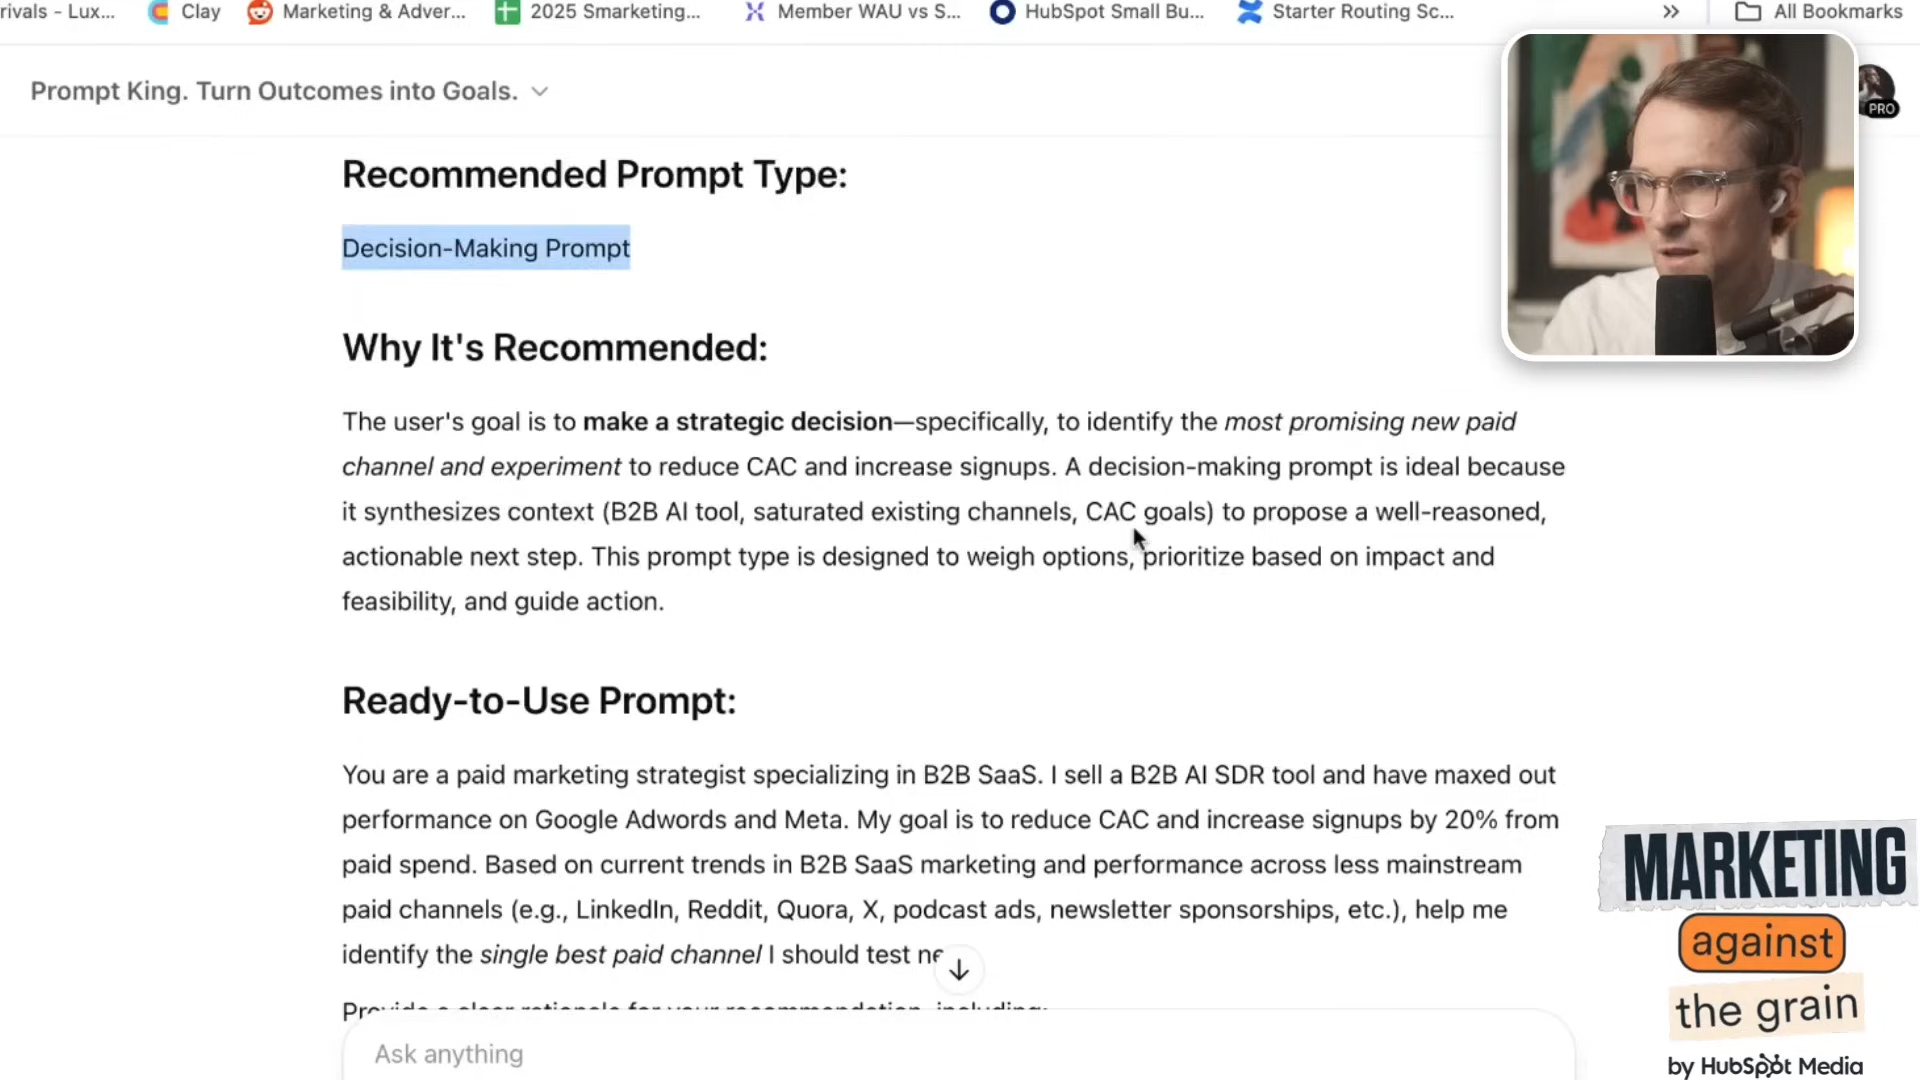 rivals - Lux... Clay Marketing & Adver... 2025 Smarketing... Member WAU vs S... HubSpot Small Bu... Starter Routing Sc... » All Bookmarks
Prompt King. Turn Outcomes into Goals.
PRO
Recommended Prompt Type:
Decision-Making Prompt
Why It's Recommended:
The user's goal is to make a strategic decision—specifically, to identify the most promising new paid
channel and experiment to reduce CAC and increase signups. A decision-making prompt is ideal because
it synthesizes context (B2B AI tool, saturated existing channels, CAC goals) to propose a well-reasoned,
actionable next step. This prompt type is designed to weigh options, prioritize based on impact and
feasibility, and guide action.
Ready-to-Use Prompt:
You are a paid marketing strategist specializing in B2B SaaS. I sell a B2B AI SDR tool and have maxed out
performance on Google Adwords and Meta. My goal is to reduce CAC and increase signups by 20% from
paid spend. Based on current trends in B2B SaaS marketing and performance across less mainstream
paid channels (e.g., LinkedIn, Reddit, Quora, X, podcast ads, newsletter sponsorships, etc.), help me
identify the single best paid channel I should test ne
Provide a clear rationale for your recommendation, including:
Ask anything
MARKETING
against
the grain
by HubSpot Media